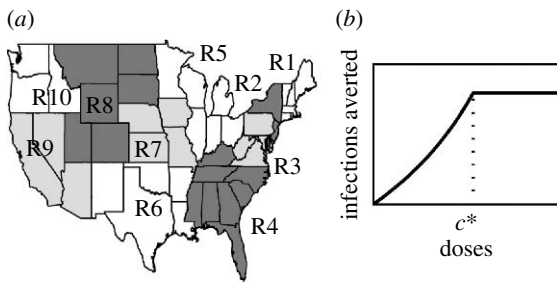 (a)
R5
R1
R2
R10
R8
R9
R7
R3
R6
R4
(b)
infections averted
c*
doses